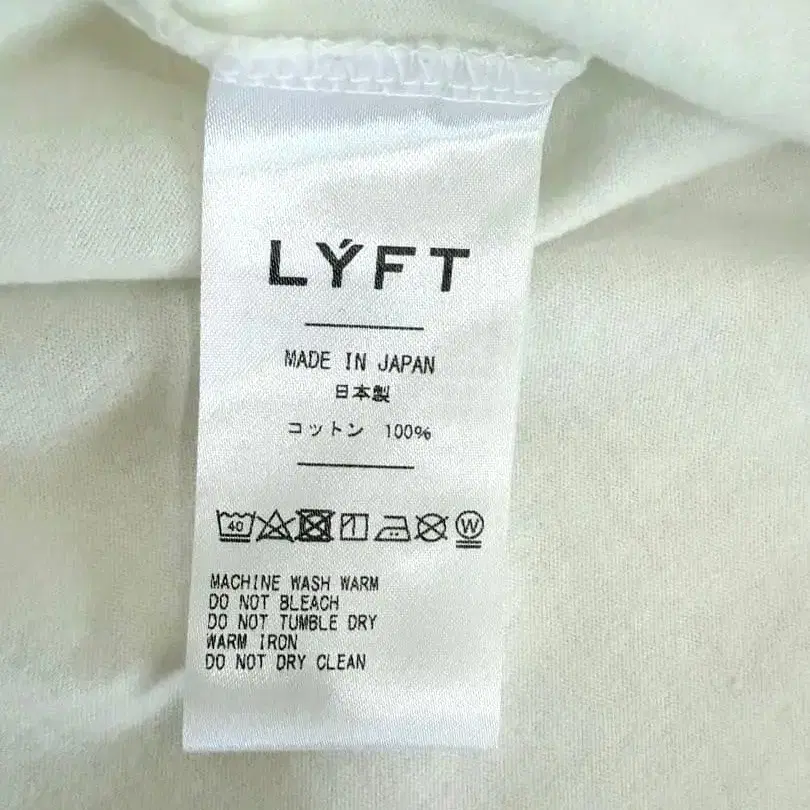 LÝFT
MADE IN JAPAN
日本製
コットン 100%
40 W
MACHINE WASH WARM
DO NOT BLEACH
DO NOT TUMBLE DRY
WARM IRON
DO NOT DRY CLEAN